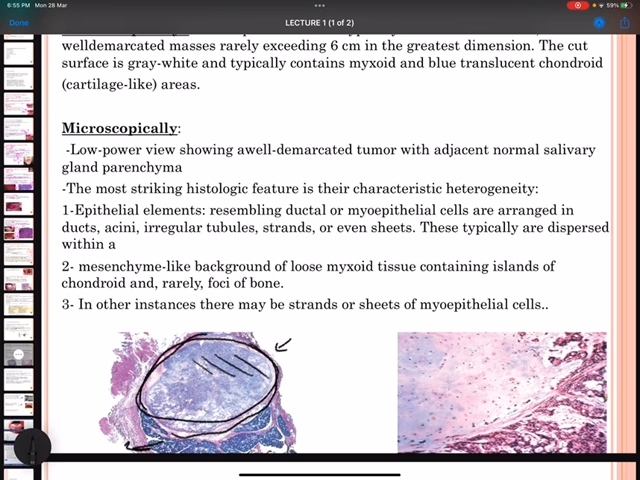 6:55 PM Mon 28 Mar
59%
Done
LECTURE 1 (1 of 2)
welldemarcated masses rarely exceeding 6 cm in the greatest dimension. The cut
surface is gray-white and typically contains myxoid and blue translucent chondroid
(cartilage-like) areas.
Microscopically:
-Low-power view showing awell-demarcated tumor with adjacent normal salivary
gland parenchyma
-The most striking histologic feature is their characteristic heterogeneity:
1-Epithelial elements: resembling ductal or myoepithelial cells are arranged in
ducts, acini, irregular tubules, strands, or even sheets. These typically are dispersed
within a
2- mesenchyme-like background of loose myxoid tissue containing islands of
chondroid and, rarely, foci of bone.
3- In other instances there may be strands or sheets of myoepithelial cells..